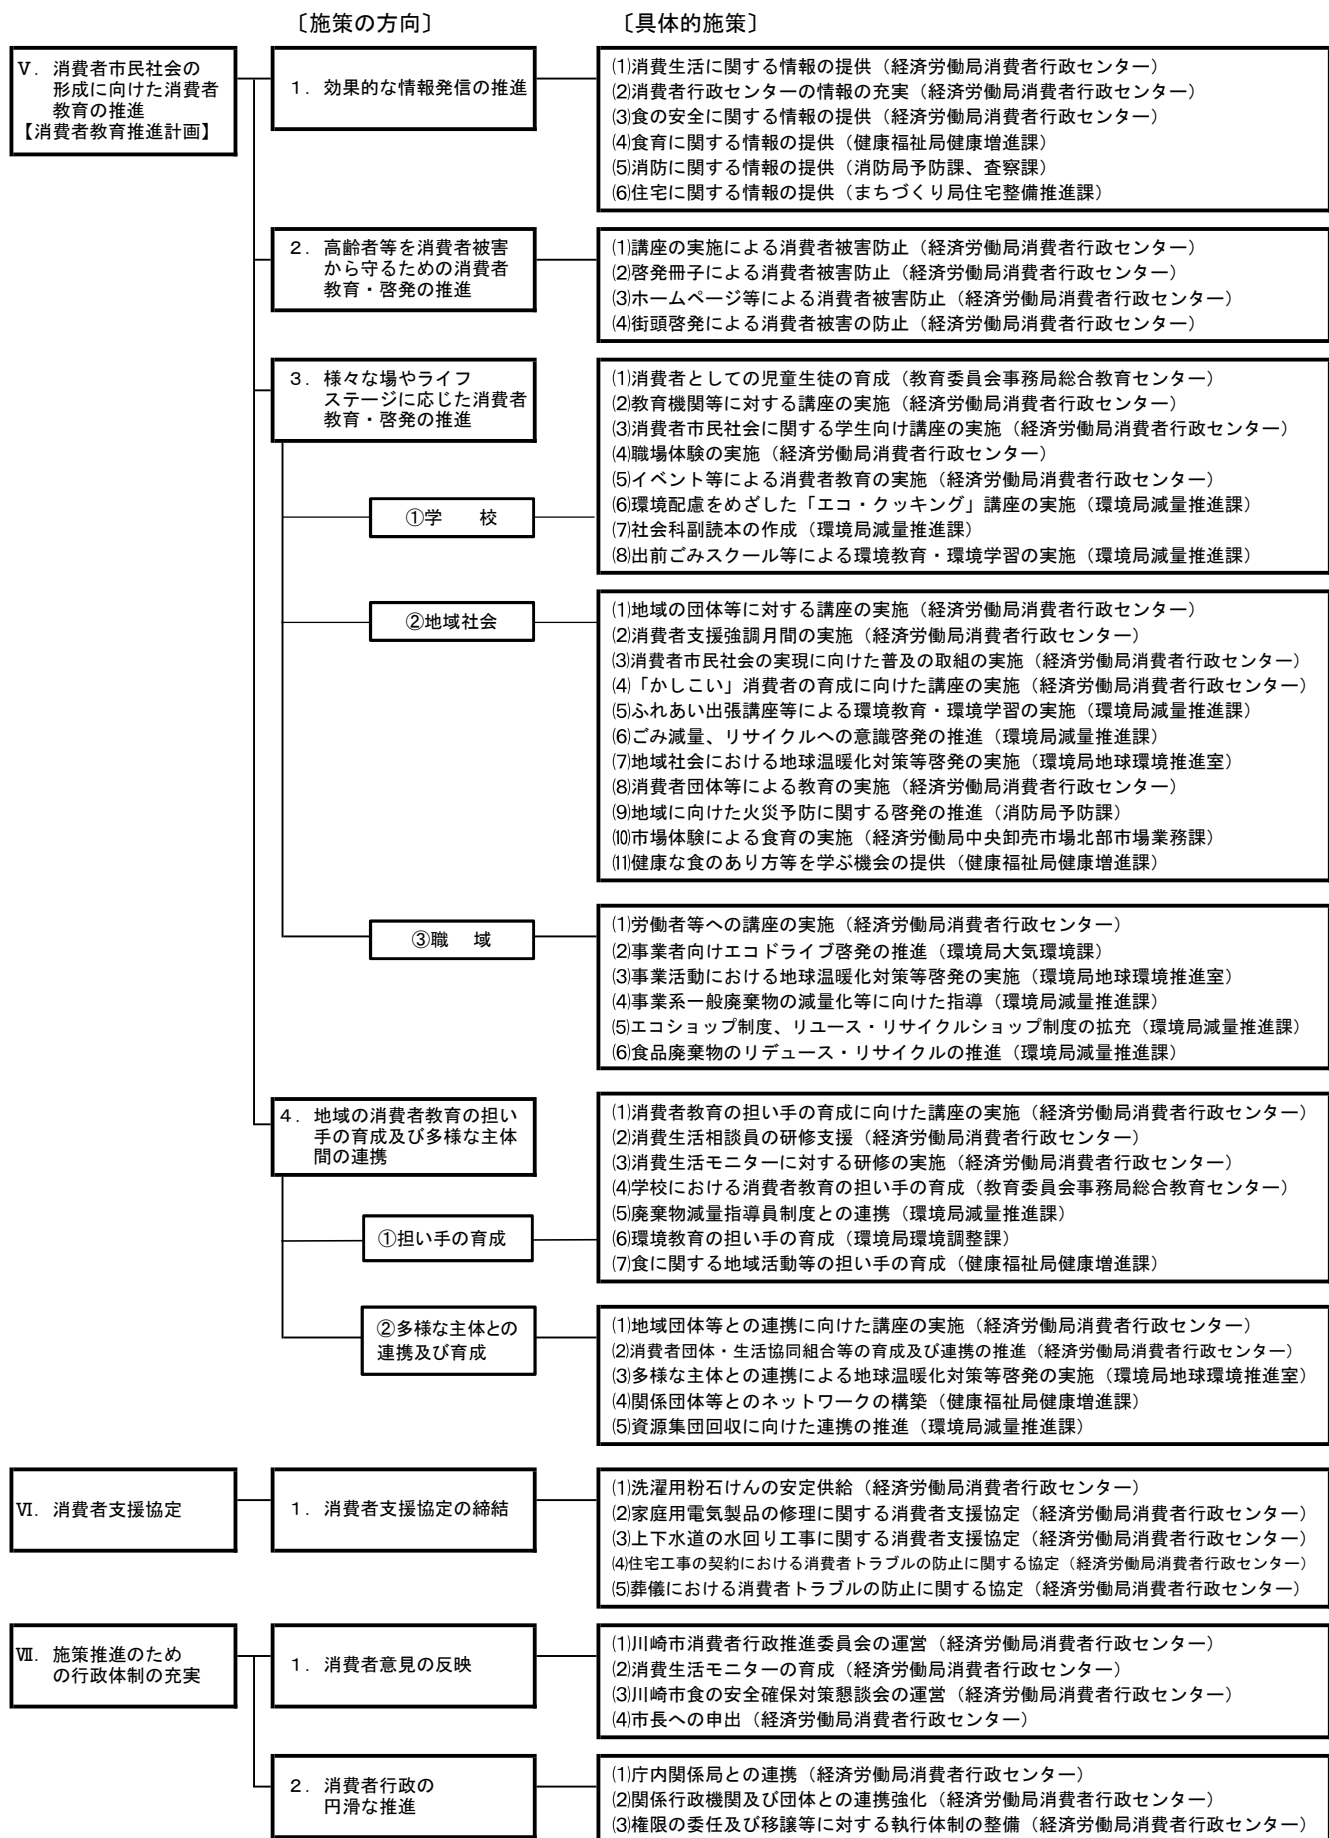 〔施策の方向〕
〔具体的施策〕
Ⅴ．消費者市民社会の
形成に向けた消費者
教育の推進
【消費者教育推進計画】
１．効果的な情報発信の推進
⑴消費生活に関する情報の提供（経済労働局消費者行政センター）
⑵消費者行政センターの情報の充実（経済労働局消費者行政センター）
⑶食の安全に関する情報の提供（経済労働局消費者行政センター）
⑷食育に関する情報の提供（健康福祉局健康増進課）
⑸消防に関する情報の提供（消防局予防課、査察課）
⑹住宅に関する情報の提供（まちづくり局住宅整備推進課）
２．高齢者等を消費者被害
から守るための消費者
教育・啓発の推進
⑴講座の実施による消費者被害防止（経済労働局消費者行政センター）
⑵啓発冊子による消費者被害防止（経済労働局消費者行政センター）
⑶ホームページ等による消費者被害防止（経済労働局消費者行政センター）
⑷街頭啓発による消費者被害の防止（経済労働局消費者行政センター）
３．様々な場やライフ
ステージに応じた消費者
教育・啓発の推進
①学　校
⑴消費者としての児童生徒の育成（教育委員会事務局総合教育センター）
⑵教育機関等に対する講座の実施（経済労働局消費者行政センター）
⑶消費者市民社会に関する学生向け講座の実施（経済労働局消費者行政センター）
⑷職場体験の実施（経済労働局消費者行政センター）
⑸イベント等による消費者教育の実施（経済労働局消費者行政センター）
⑹環境配慮をめざした「エコ・クッキング」講座の実施（環境局減量推進課）
⑺社会科副読本の作成（環境局減量推進課）
⑻出前ごみスクール等による環境教育・環境学習の実施（環境局減量推進課）
②地域社会
⑴地域の団体等に対する講座の実施（経済労働局消費者行政センター）
⑵消費者支援強調月間の実施（経済労働局消費者行政センター）
⑶消費者市民社会の実現に向けた普及の取組の実施（経済労働局消費者行政センター）
⑷「かしこい」消費者の育成に向けた講座の実施（経済労働局消費者行政センター）
⑸ふれあい出張講座等による環境教育・環境学習の実施（環境局減量推進課）
⑹ごみ減量、リサイクルへの意識啓発の推進（環境局減量推進課）
⑺地域社会における地球温暖化対策等啓発の実施（環境局地球環境推進室）
⑻消費者団体等による教育の実施（経済労働局消費者行政センター）
⑼地域に向けた火災予防に関する啓発の推進（消防局予防課）
⑽市場体験による食育の実施（経済労働局中央卸売市場北部市場業務課）
⑾健康な食のあり方等を学ぶ機会の提供（健康福祉局健康増進課）
③職　域
⑴労働者等への講座の実施（経済労働局消費者行政センター）
⑵事業者向けエコドライブ啓発の推進（環境局大気環境課）
⑶事業活動における地球温暖化対策等啓発の実施（環境局地球環境推進室）
⑷事業系一般廃棄物の減量化等に向けた指導（環境局減量推進課）
⑸エコショップ制度、リユース・リサイクルショップ制度の拡充（環境局減量推進課）
⑹食品廃棄物のリデュース・リサイクルの推進（環境局減量推進課）
４．地域の消費者教育の担い
手の育成及び多様な主体
間の連携
①担い手の育成
⑴消費者教育の担い手の育成に向けた講座の実施（経済労働局消費者行政センター）
⑵消費生活相談員の研修支援（経済労働局消費者行政センター）
⑶消費生活モニターに対する研修の実施（経済労働局消費者行政センター）
⑷学校における消費者教育の担い手の育成（教育委員会事務局総合教育センター）
⑸廃棄物減量指導員制度との連携（環境局減量推進課）
⑹環境教育の担い手の育成（環境局環境調整課）
⑺食に関する地域活動等の担い手の育成（健康福祉局健康増進課）
②多様な主体との
連携及び育成
⑴地域団体等との連携に向けた講座の実施（経済労働局消費者行政センター）
⑵消費者団体・生活協同組合等の育成及び連携の推進（経済労働局消費者行政センター）
⑶多様な主体との連携による地球温暖化対策等啓発の実施（環境局地球環境推進室）
⑷関係団体等とのネットワークの構築（健康福祉局健康増進課）
⑸資源集団回収に向けた連携の推進（環境局減量推進課）
Ⅵ．消費者支援協定
１．消費者支援協定の締結
⑴洗濯用粉石けんの安定供給（経済労働局消費者行政センター）
⑵家庭用電気製品の修理に関する消費者支援協定（経済労働局消費者行政センター）
⑶上下水道の水回り工事に関する消費者支援協定（経済労働局消費者行政センター）
⑷住宅工事の契約における消費者トラブルの防止に関する協定（経済労働局消費者行政センター）
⑸葬儀における消費者トラブルの防止に関する協定（経済労働局消費者行政センター）
Ⅶ．施策推進のため
の行政体制の充実
１．消費者意見の反映
⑴川崎市消費者行政推進委員会の運営（経済労働局消費者行政センター）
⑵消費生活モニターの育成（経済労働局消費者行政センター）
⑶川崎市食の安全確保対策懇談会の運営（経済労働局消費者行政センター）
⑷市長への申出（経済労働局消費者行政センター）
２．消費者行政の
円滑な推進
⑴庁内関係局との連携（経済労働局消費者行政センター）
⑵関係行政機関及び団体との連携強化（経済労働局消費者行政センター）
⑶権限の委任及び移譲等に対する執行体制の整備（経済労働局消費者行政センター）